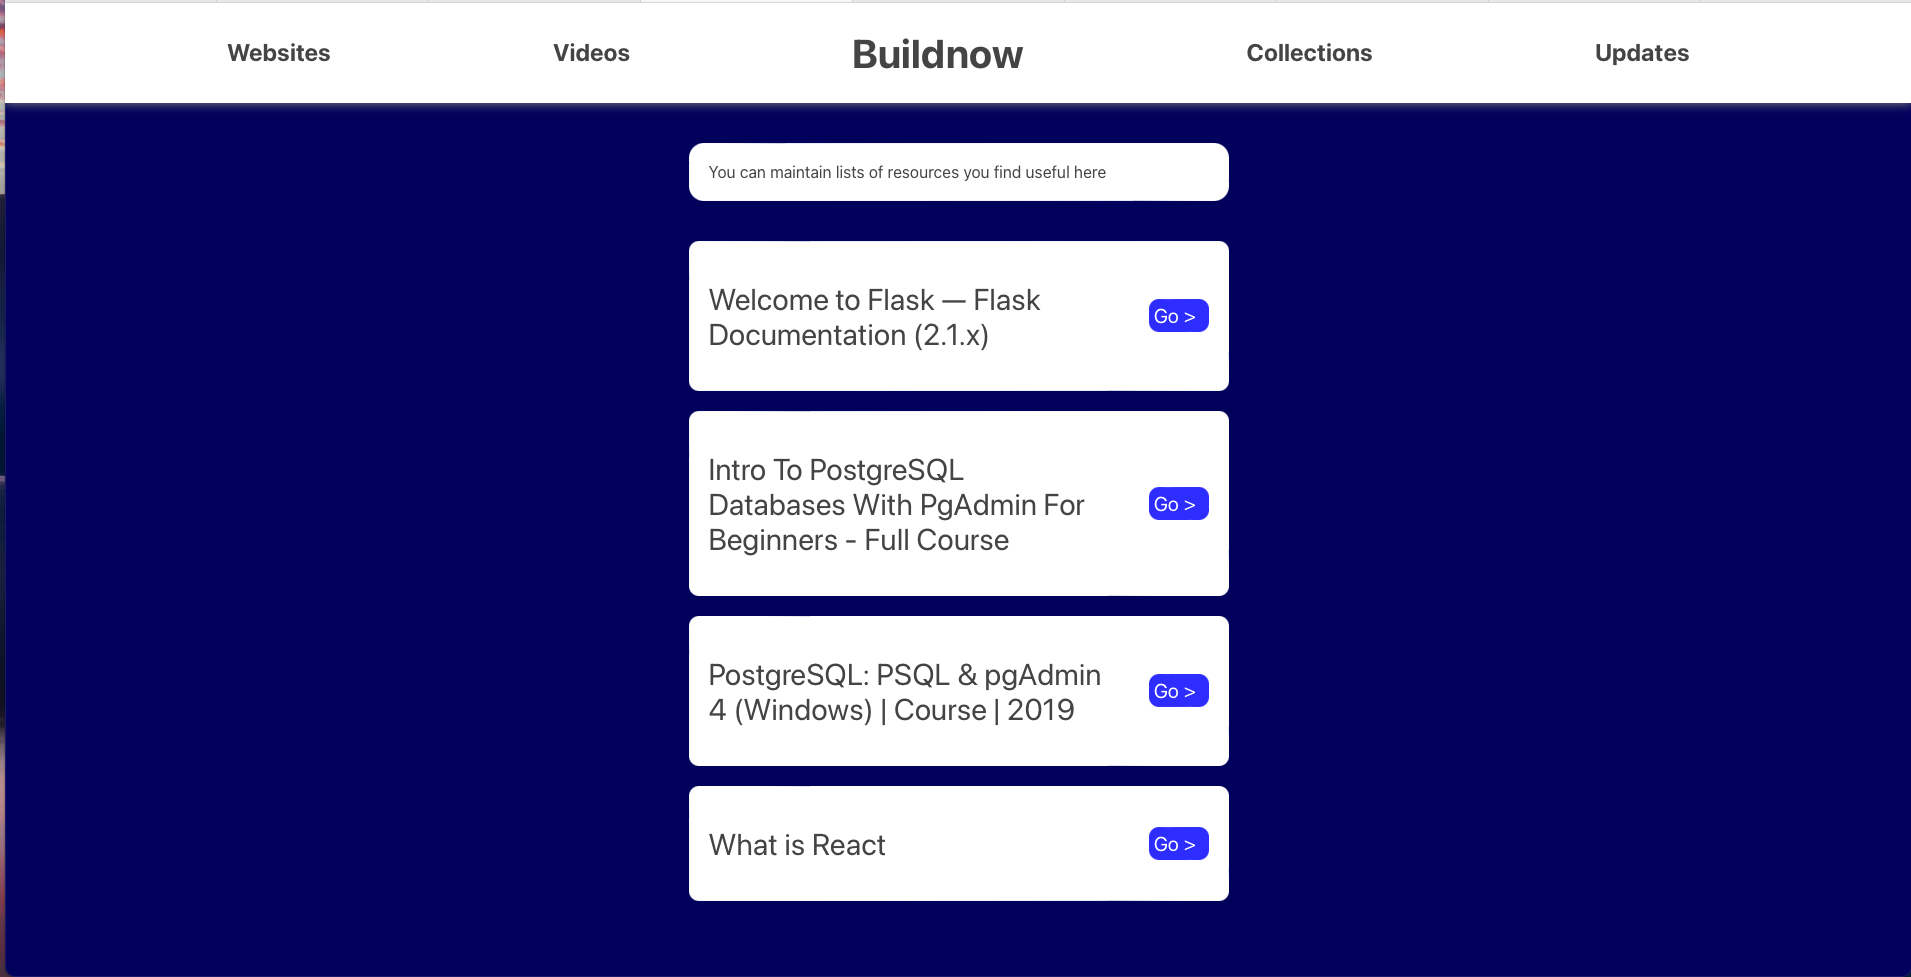 Websites
Videos
Buildnow
Collections
Updates
You can maintain lists of resources you find useful here
Welcome to Flask — Flask
Documentation (2.1.x)
Go >
Intro To PostgreSQL
Databases With PgAdmin For
Beginners - Full Course
Go >
PostgreSQL: PSQL & pgAdmin
4 (Windows) | Course | 2019
Go >
What is React
Go >